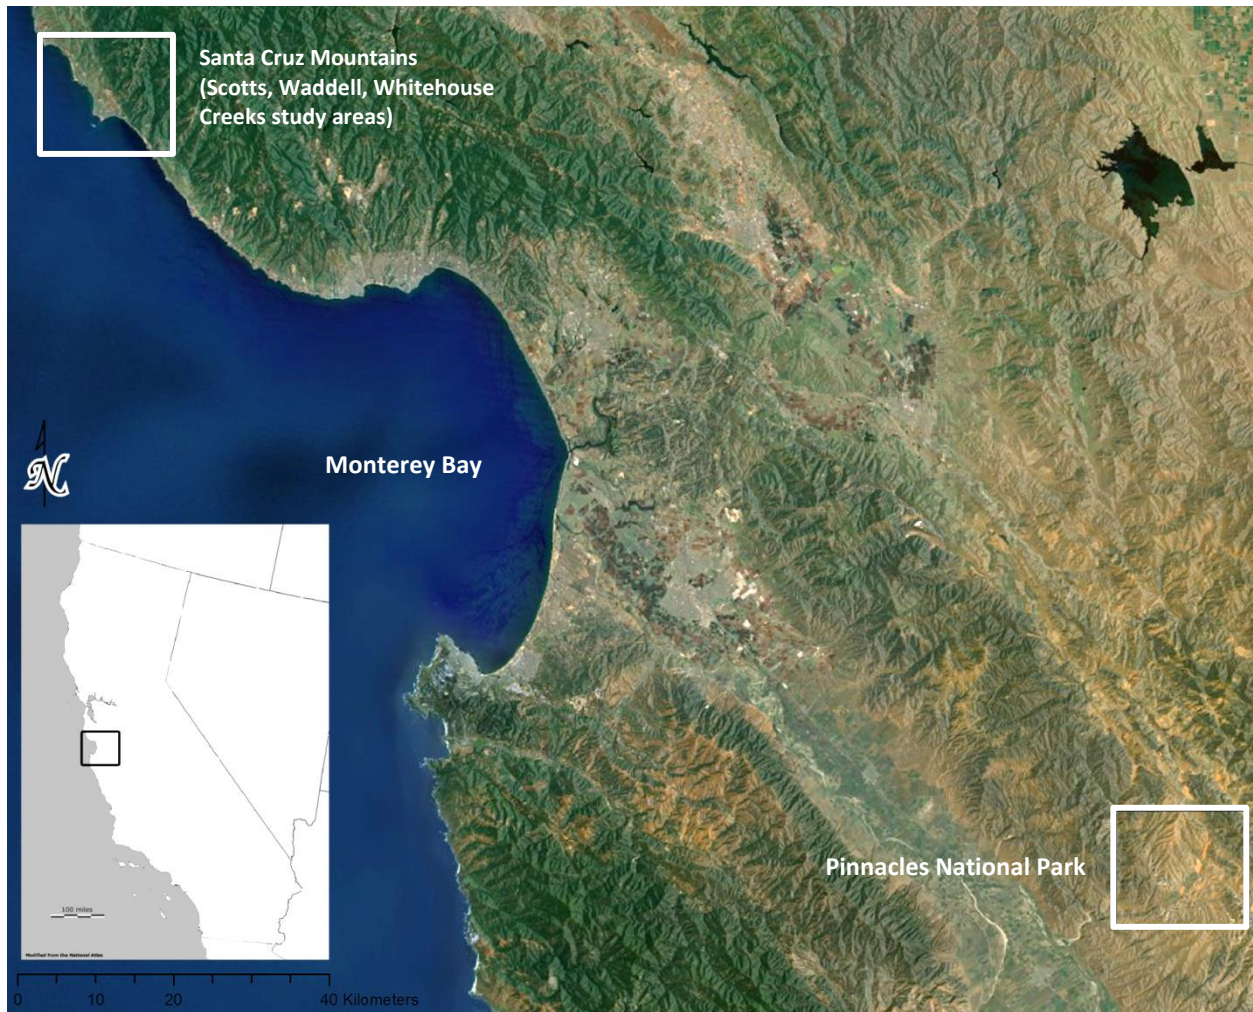 Santa Cruz Mountains
(Scotts, Waddell, Whitehouse
Creeks study areas)
Monterey Bay
N
Pinnacles National Park
100 miles
Modified from the National Atlas
0 10 20 40 Kilometers